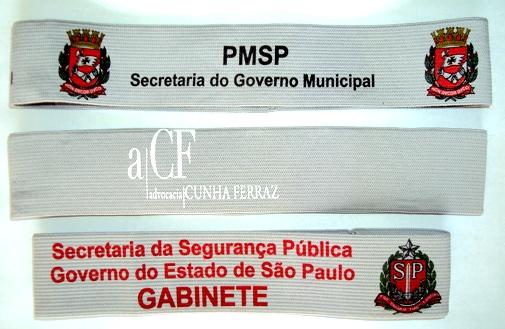 PMSP
Secretaria do Governo Municipal
aCF
advocacia CUNHA FERRAZ
Secretaria da Segurança Pública
Governo do Estado de São Paulo
GABINETE
SP